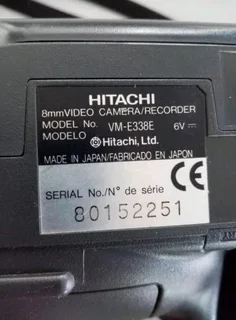 HITACHI
8mmVIDEO CAMERA/RECORDER
MODEL No. VM-E338E 6V
MODELO Hitachi, Ltd.
MADE IN JAPAN/FABRICADO EN JAPON
SERIAL No./N° de série
80152251